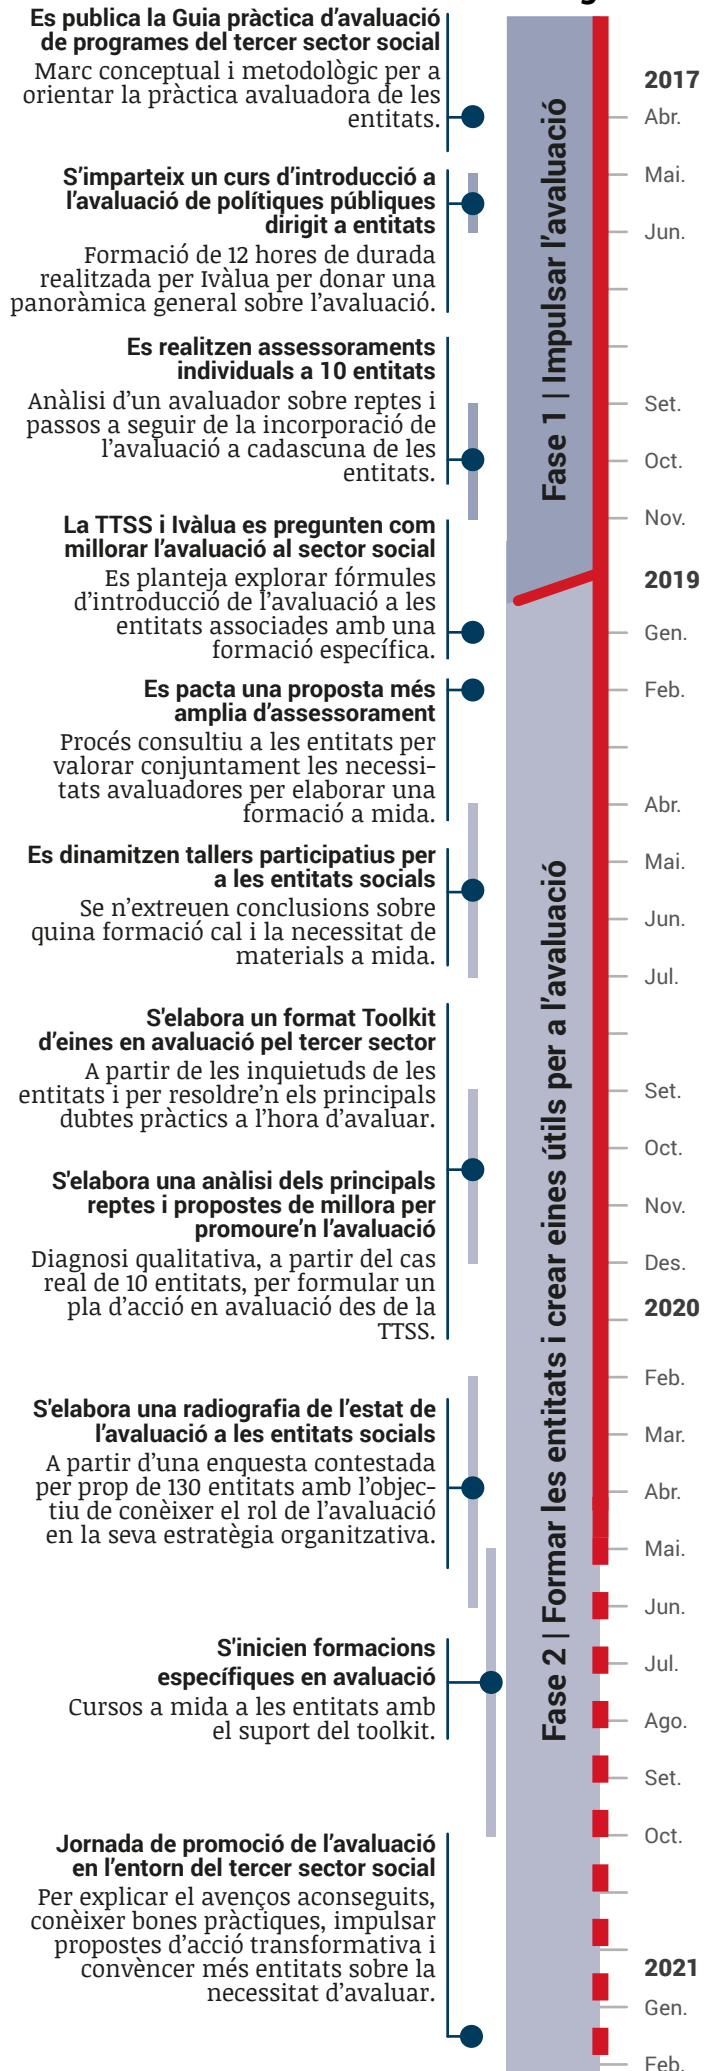 Es publica la Guia pràctica d’avaluació
de programes del tercer sector social
Marc conceptual i metodològic per a
orientar la pràctica avaluadora de les
entitats.
S’imparteix un curs d’introducció a
l’avaluació de polítiques públiques
dirigit a entitats
Formació de 12 hores de durada
realitzada per Ivàlua per donar una
panoràmica general sobre l’avaluació.
Es realitzen assessoraments
individuals a 10 entitats
Anàlisi d’un avaluador sobre reptes i
passos a seguir de la incorporació de
l’avaluació a cadascuna de les
entitats.
La TTSS i Ivàlua es pregunten com
millorar l’avaluació al sector social
Es planteja explorar fórmules
d’introducció de l’avaluació a les
entitats associades amb una
formació específica.
Es pacta una proposta més
amplia d’assessorament
Procés consultiu a les entitats per
valorar conjuntament les necessi-
tats avaluadores per elaborar una
formació a mida.
Es dinamitzen tallers participatius per
a les entitats socials
Se n’extreuen conclusions sobre
quina formació cal i la necessitat de
materials a mida.
S'elabora un format Toolkit
d’eines en avaluació pel tercer sector
A partir de les inquietuds de les
entitats i per resoldre’n els principals
dubtes pràctics a l’hora d’avaluar.
S'elabora una anàlisi dels principals
reptes i propostes de millora per
promoure’n l’avaluació
Diagnosi qualitativa, a partir del cas
real de 10 entitats, per formular un
pla d’acció en avaluació des de la
TTSS.
S'elabora una radiografia de l’estat de
l’avaluació a les entitats socials
A partir d’una enquesta contestada
per prop de 130 entitats amb l’objec-
tiu de conèixer el rol de l’avaluació
en la seva estratègia organitzativa.
S'inicien formacions
específiques en avaluació
Cursos a mida a les entitats amb
el suport del toolkit.
Jornada de promoció de l’avaluació
en l’entorn del tercer sector social
Per explicar el avenços aconseguits,
conèixer bones pràctiques, impulsar
propostes d’acció transformativa i
convèncer més entitats sobre la
necessitat d’avaluar.
Fase 1 | Impulsar l’avaluació
Fase 2 | Formar les entitats i crear eines útils per a l’avaluació
2017
Abr.
Mai.
Jun.
Set.
Oct.
Nov.
2019
Gen.
Feb.
Abr.
Mai.
Jun.
Jul.
Set.
Oct.
Nov.
Des.
2020
Feb.
Mar.
Abr.
Mai.
Jun.
Jul.
Ago.
Set.
Oct.
2021
Gen.
Feb.